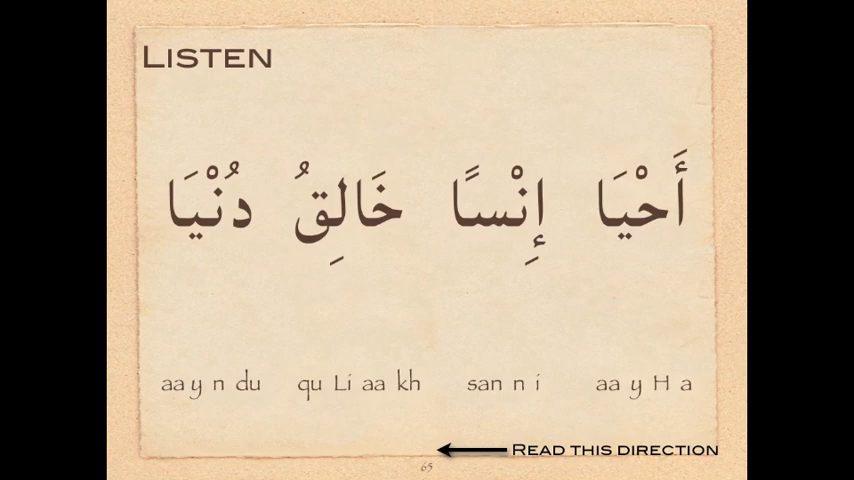 LISTEN
أَحْيَا إِنْسًا خَالِقُ دُنْيَا
aa y n du qu Li aa kh san n i aa y H a
READ THIS DIRECTION
65